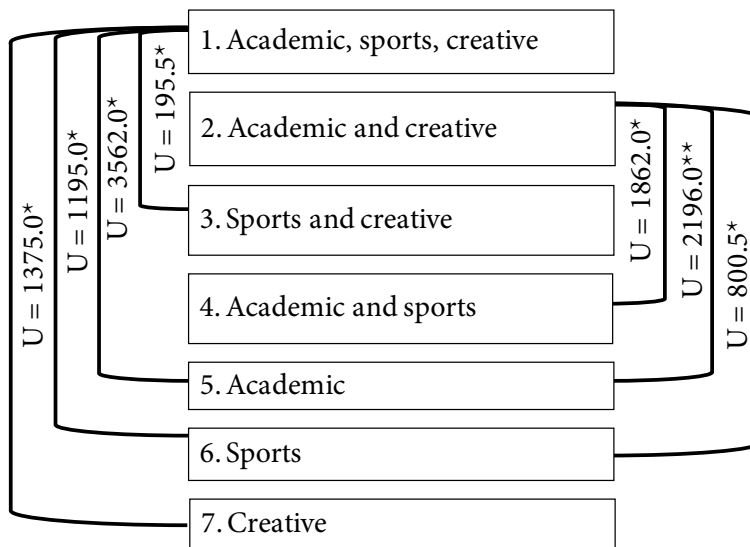 1. Academic, sports, creative
2. Academic and creative
3. Sports and creative
4. Academic and sports
5. Academic
6. Sports
7. Creative
U = 1375.0*
U = 1195.0*
U = 3562.0*
U = 195.5*
U = 1862.0*
U = 2196.0**
U = 800.5*